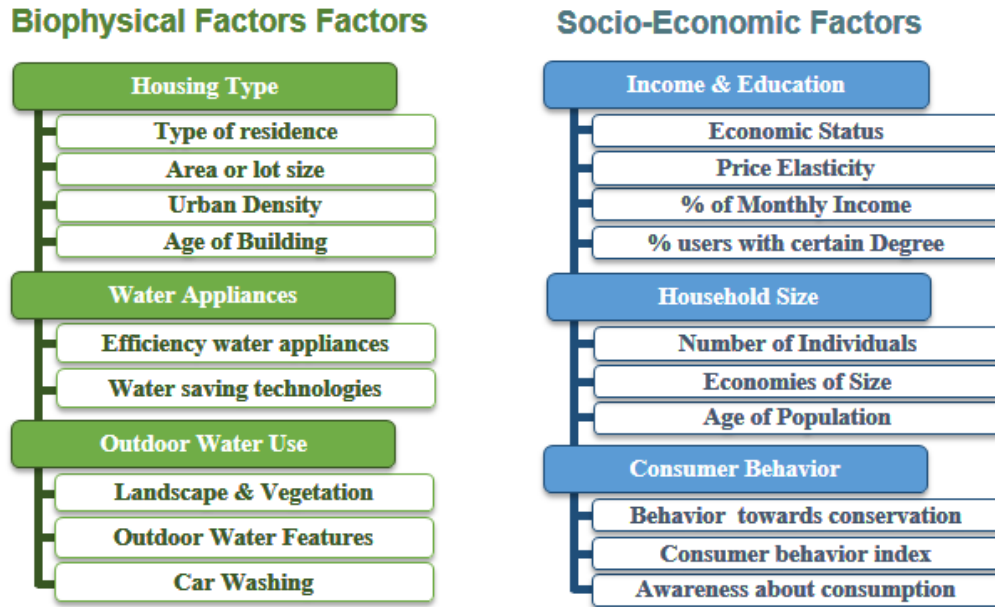 Biophysical Factors Factors
Housing Type
Type of residence
Area or lot size
Urban Density
Age of Building
Water Appliances
Efficiency water appliances
Water saving technologies
Outdoor Water Use
Landscape & Vegetation
Outdoor Water Features
Car Washing
Socio-Economic Factors
Income & Education
Economic Status
Price Elasticity
% of Monthly Income
% users with certain Degree
Household Size
Number of Individuals
Economies of Size
Age of Population
Consumer Behavior
Behavior towards conservation
Consumer behavior index
Awareness about consumption